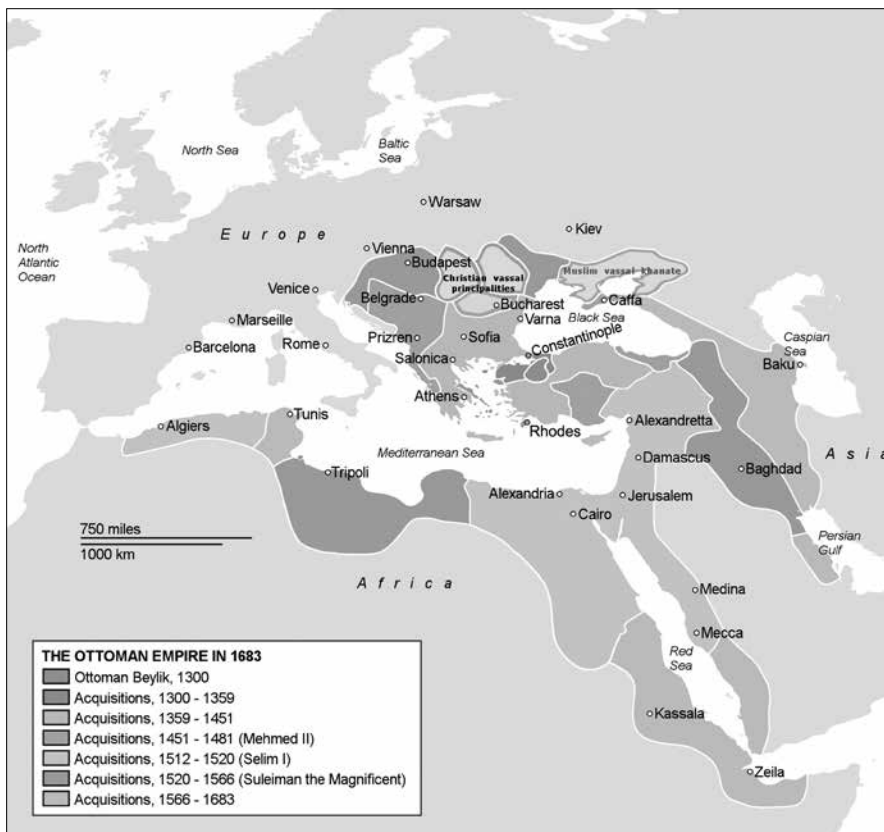 North Sea
Baltic
Sea
Warsaw
Kiev
Europe
North
Atlantic
Ocean
Vienna
Budapest
Christian vassal
principalities
Muslim vassal khanate
Venice
Belgrade
Bucharest
Caffa
Black Sea
Varna
Marseille
Barcelona
Rome
Prizren
Sofia
Constantinople
Caspian
Sea
Baku
Salonica
Athens
Algiers
Tunis
Rhodes
Alexandretta
Mediterranean Sea
Damascus
Asia
Tripoli
Baghdad
Alexandria
Jerusalem
Cairo
750 miles
1000 km
Persian
Gulf
Africa
Medina
Mecca
Red
Sea
Kassala
Zeila
THE OTTOMAN EMPIRE IN 1683
Ottoman Beylik, 1300
Acquisitions, 1300 - 1359
Acquisitions, 1359 - 1451
Acquisitions, 1451 - 1481 (Mehmed II)
Acquisitions, 1512 - 1520 (Selim I)
Acquisitions, 1520 - 1566 (Suleiman the Magnificent)
Acquisitions, 1566 - 1683